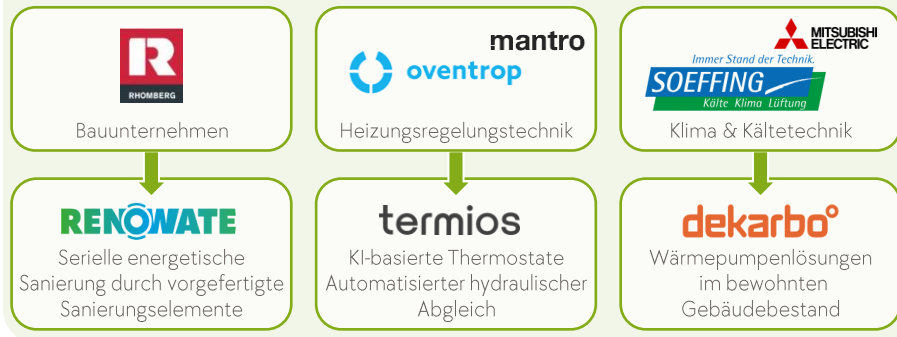 R
RHOMBERG
Bauunternehmen
mantro
oventrop
Heizungsregelungstechnik
MITSUBISHI
ELECTRIC
Immer Stand der Technik.
SOEFFING
Kälte Klima Lüftung
Klima & Kältetechnik
RENOWATE
Serielle energetische
Sanierung durch vorgefertigte
Sanierungselemente
termios
KI-basierte Thermostate
Automatisierter hydraulischer
Abgleich
dekarbo°
Wärmepumpenlösungen
im bewohnten
Gebäudebestand